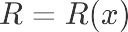 R = R(x)